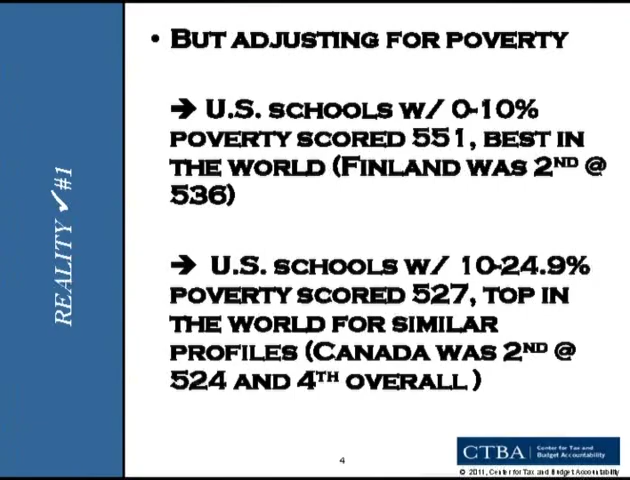 REALITY ✓#1
• BUT ADJUSTING FOR POVERTY
➔ U.S. SCHOOLS W/ 0-10%
POVERTY SCORED 551, BEST IN
THE WORLD (FINLAND WAS 2ND @
536)
➔ U.S. SCHOOLS W/ 10-24.9%
POVERTY SCORED 527, TOP IN
THE WORLD FOR SIMILAR
PROFILES (CANADA WAS 2ND @
524 AND 4TH OVERALL)
4
CTBA
Center for Tax and
Budget Accountability
© 2011, Center for Tax and Budget Accountability